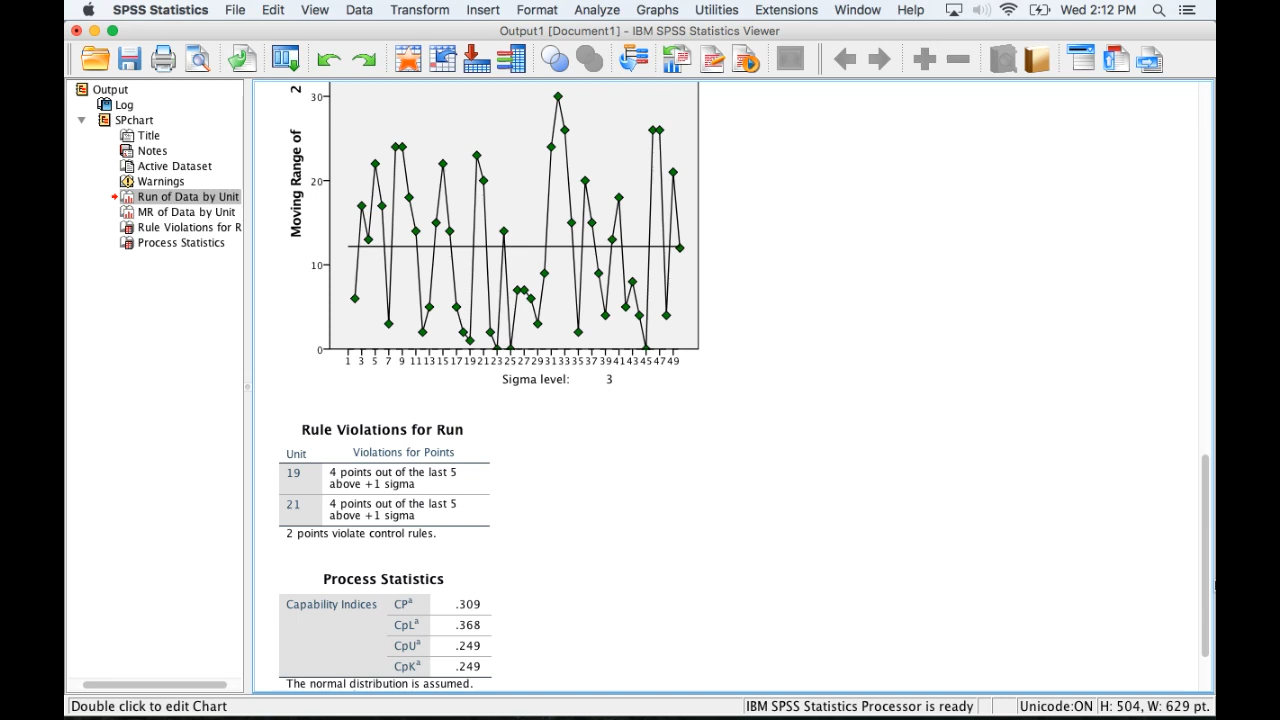 SPSS Statistics File Edit View Data Transform Insert Format Analyze Graphs Utilities Extensions Window Help Wed 2:12 PM
Output1 [Document1] - IBM SPSS Statistics Viewer
Output
Log
SPchart
Title
Notes
Active Dataset
Warnings
Run of Data by Unit
MR of Data by Unit
Rule Violations for R
Process Statistics
Moving Range of 2
30
20
10
0
1 3 5 7 9 11 13 15 17 19 21 23 25 27 29 31 33 35 37 39 41 43 45 47 49
Sigma level: 3
Rule Violations for Run
Unit Violations for Points
19 4 points out of the last 5
above +1 sigma
21 4 points out of the last 5
above +1 sigma
2 points violate control rules.
Process Statistics
Capability Indices CPa .309
CpLa .368
CpUa .249
CpKa .249
The normal distribution is assumed.
Double click to edit Chart IBM SPSS Statistics Processor is ready Unicode:ON H: 504, W: 629 pt.